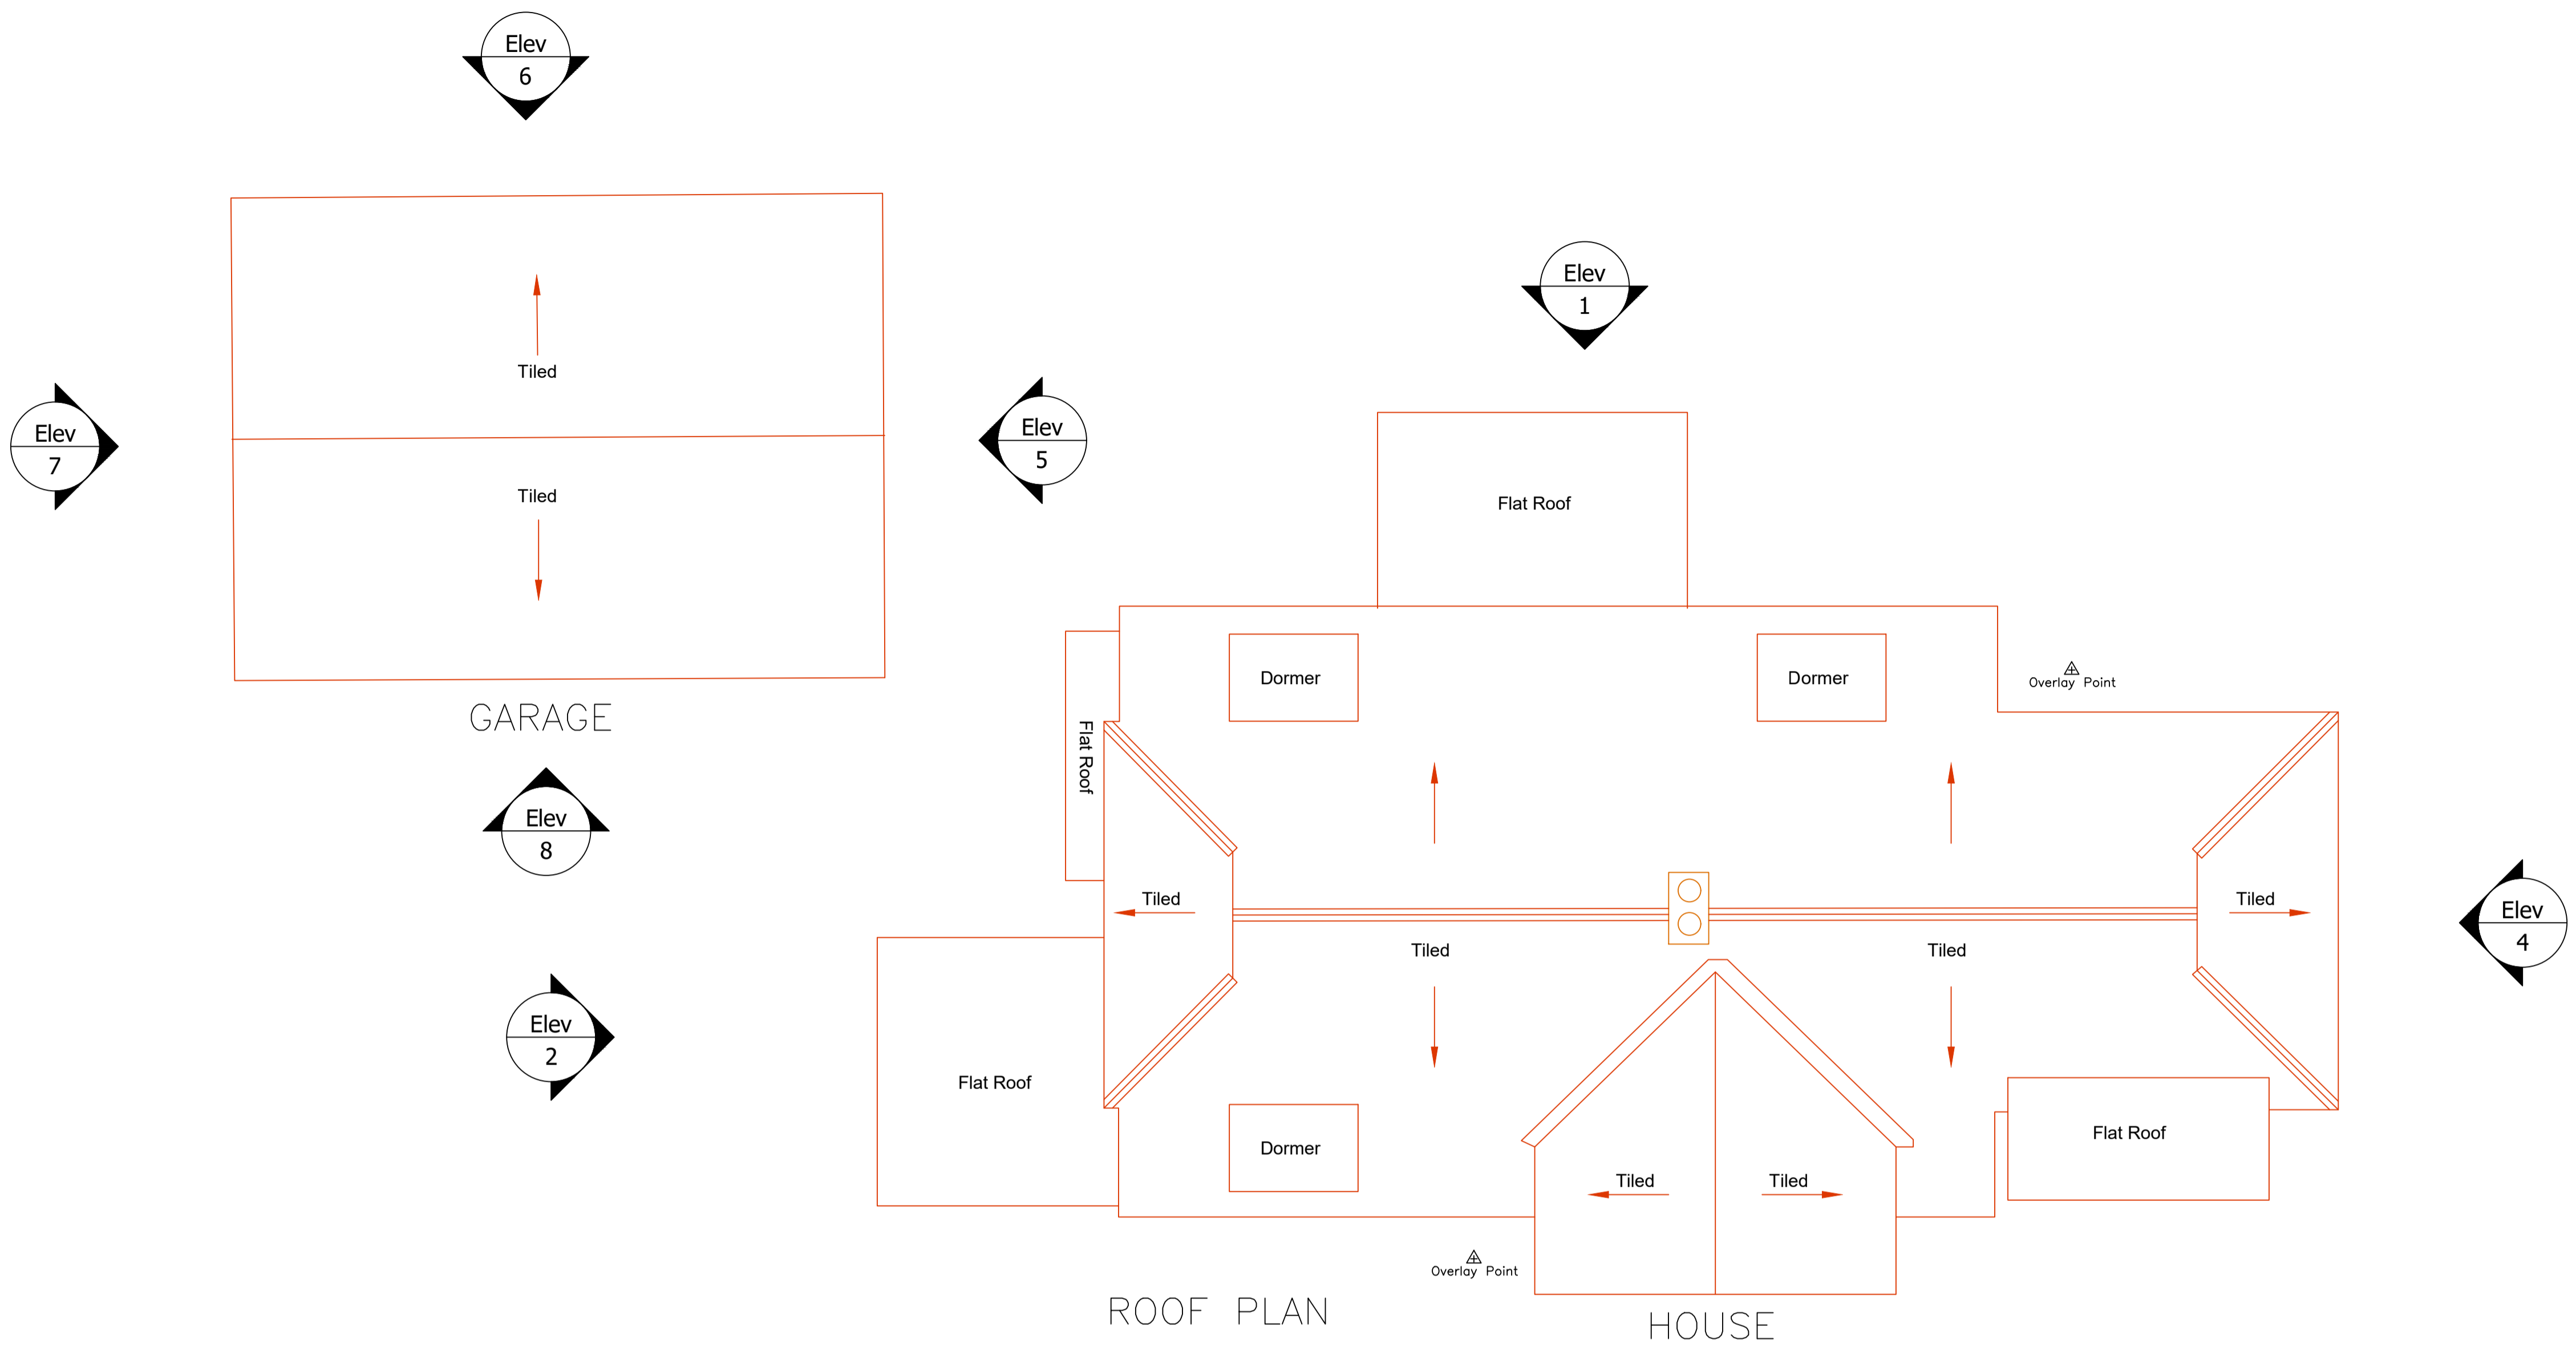 Elev
6
Elev
1
Tiled
Elev
7
Elev
5
Tiled
Flat Roof
Dormer
Dormer
Overlay Point
GARAGE
Flat Roof
Elev
8
Tiled
Tiled
Elev
4
Tiled
Tiled
Elev
2
Flat Roof
Flat Roof
Dormer
Tiled
Tiled
Overlay Point
ROOF PLAN
HOUSE